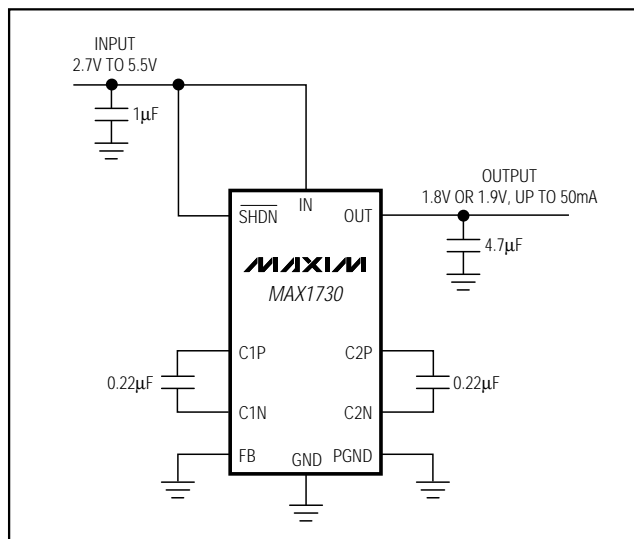 INPUT
2.7V TO 5.5V
1µF
OUTPUT
1.8V OR 1.9V, UP TO 50mA
SHDN
IN
OUT
4.7µF
MAXIM
MAX1730
C1P
C2P
0.22µF
0.22µF
C1N
C2N
FB
GND
PGND